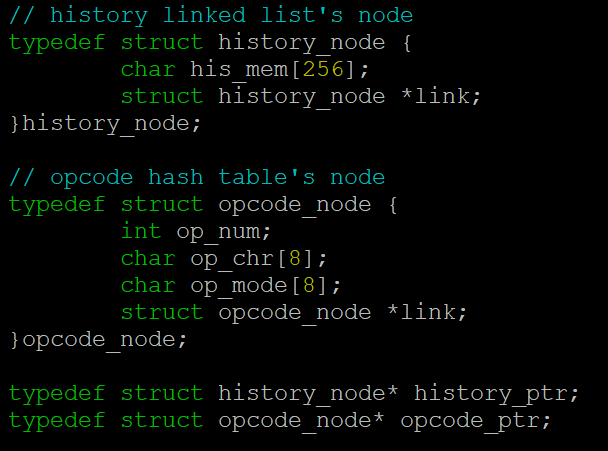 // history linked list's node
typedef struct history_node {
        char his_mem[256];
        struct history_node *link;
}history_node;

// opcode hash table's node
typedef struct opcode_node {
        int op_num;
        char op_chr[8];
        char op_mode[8];
        struct opcode_node *link;
}opcode_node;

typedef struct history_node* history_ptr;
typedef struct opcode_node* opcode_ptr;